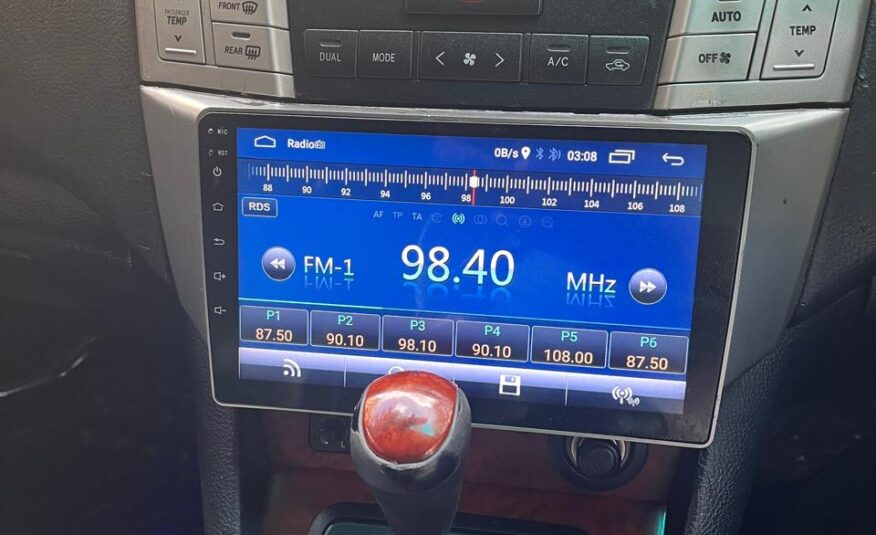 PASSENGER
TEMP
FRONT
REAR
DUAL
MODE
A/C
AUTO
OFF
TEMP
MIC
RST
Radio
0B/s
03:08
88 90 92 94 96 98 100 102 104 106 108
RDS
AF TP TA
FM-1
98.40
MHz
P1
87.50
P2
90.10
P3
98.10
P4
90.10
P5
108.00
P6
87.50